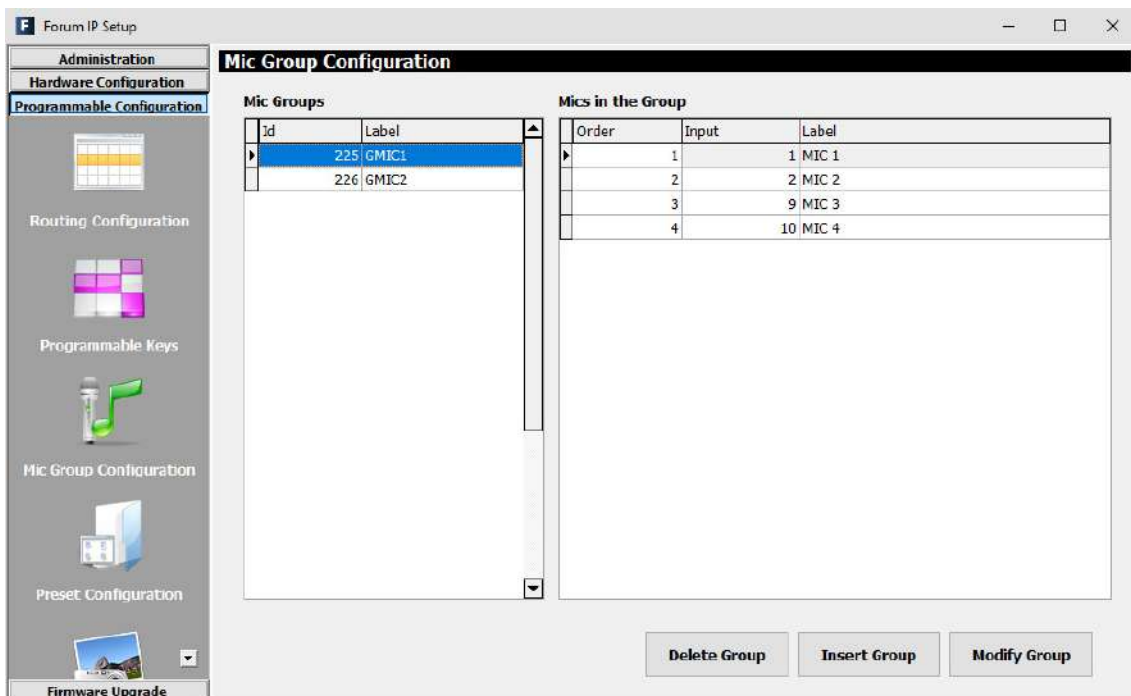 Forum IP Setup
Administration
Hardware Configuration
Programmable Configuration
Routing Configuration
Programmable Keys
Mic Group Configuration
Preset Configuration
Firmware Upgrade
Mic Group Configuration
Mic Groups
Id Label
225 GMIC1
226 GMIC2
Mics in the Group
Order Input Label
1 1 MIC 1
2 2 MIC 2
3 9 MIC 3
4 10 MIC 4
Delete Group Insert Group Modify Group